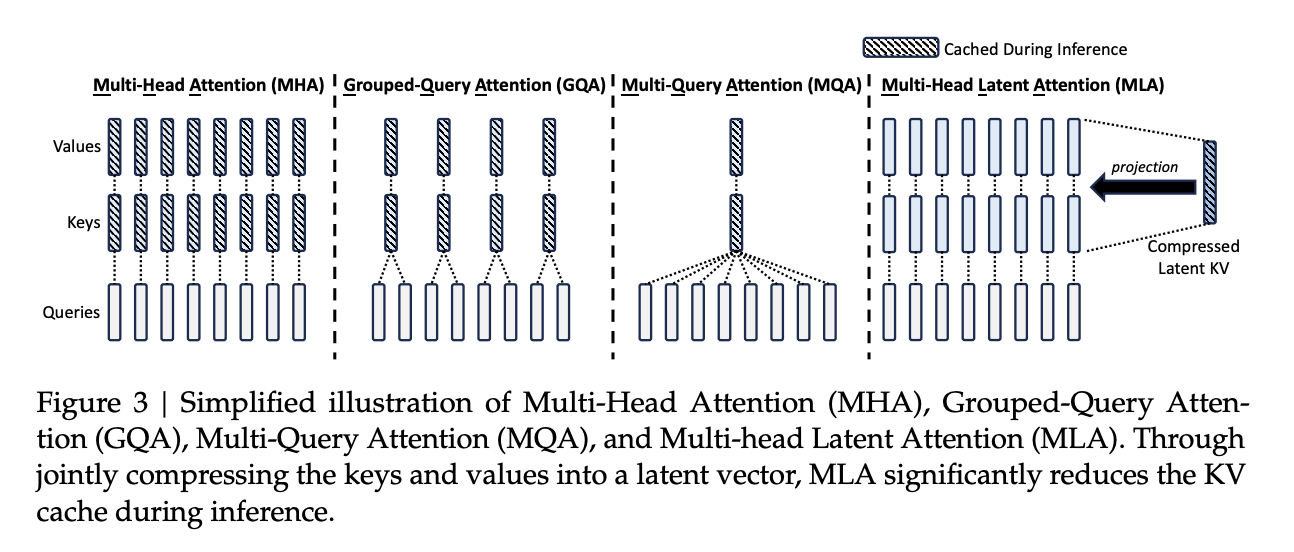 Cached During Inference
Multi-Head Attention (MHA)
Grouped-Query Attention (GQA)
Multi-Query Attention (MQA)
Multi-Head Latent Attention (MLA)
Values
projection
Keys
Compressed
Latent KV
Queries
Figure 3 | Simplified illustration of Multi-Head Attention (MHA), Grouped-Query Atten-
tion (GQA), Multi-Query Attention (MQA), and Multi-head Latent Attention (MLA). Through
jointly compressing the keys and values into a latent vector, MLA significantly reduces the KV
cache during inference.